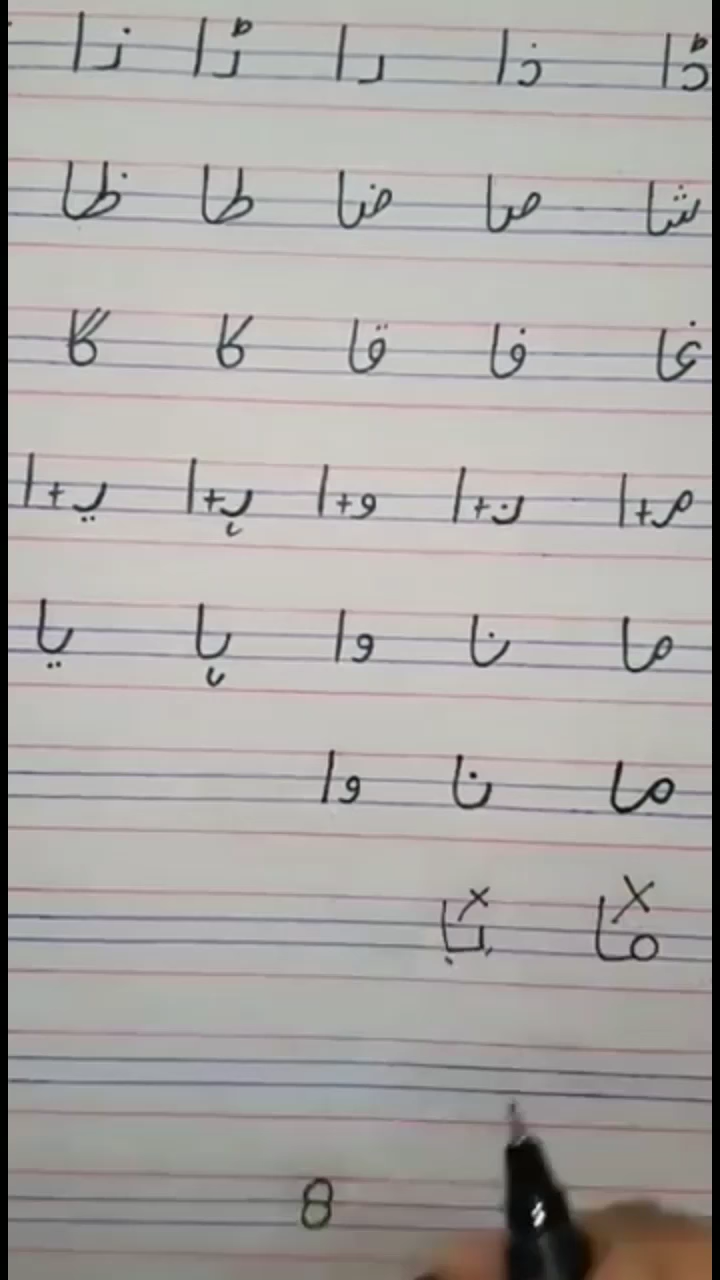 ڈا ذا را ڑا زا
شا صا ضا طا ظا
غا فا قا کا گا
م+ا ن+ا و+ا ہ+ا ی+ا
ما نا وا ہا یا
ما نا وا
× ×
ما
8